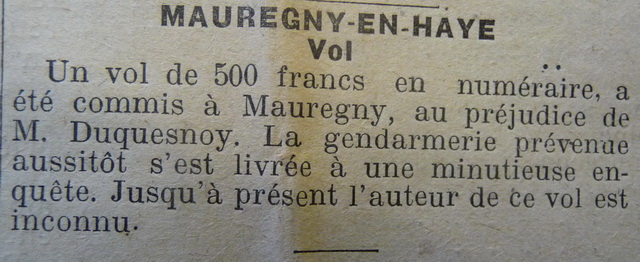 MAUREGNY-EN-HAYE
Vol
Un vol de 500 francs en numéraire, a
été commis à Mauregny, au préjudice de
M. Duquesnoy. La gendarmerie prévenue
aussitôt s'est livrée à une minutieuse en-
quête. Jusqu'à présent l'auteur de ce vol est
inconnu.